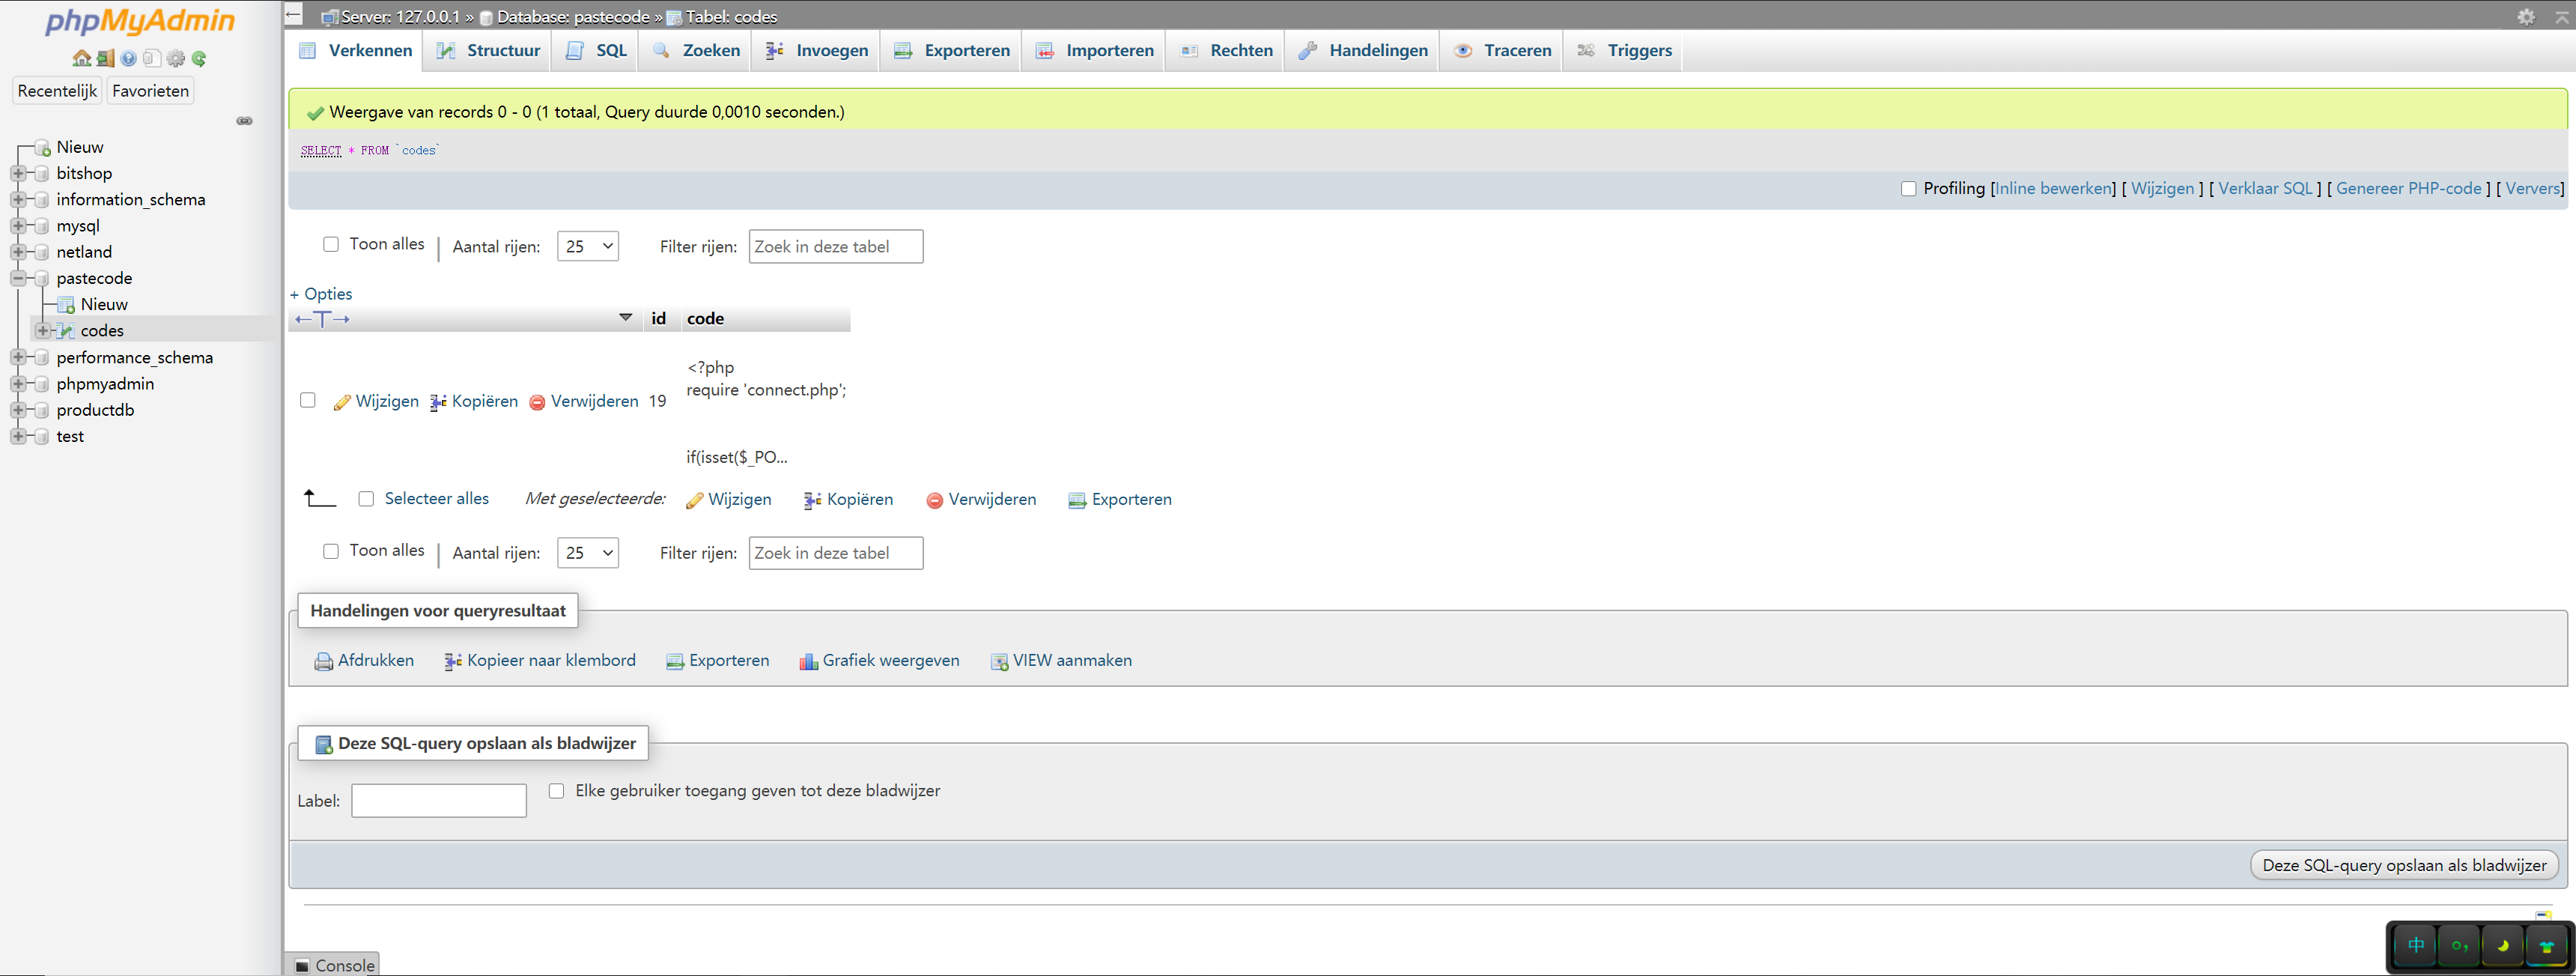 phpMyAdmin
Recentelijk Favorieten
Nieuw
bitshop
information_schema
mysql
netland
pastecode
Nieuw
codes
performance_schema
phpmyadmin
productdb
test
Server: 127.0.0.1 » Database: pastecode » Tabel: codes
Verkennen Structuur SQL Zoeken Invoegen Exporteren Importeren Rechten Handelingen Traceren Triggers
Weergave van records 0 - 0 (1 totaal, Query duurde 0,0010 seconden.)
SELECT * FROM `codes`
Profiling [Inline bewerken] [ Wijzigen ] [ Verklaar SQL ] [ Genereer PHP-code ] [ Ververs]
Toon alles | Aantal rijen: 25 Filter rijen: Zoek in deze tabel
+ Opties
←T→ id code
<?php
require 'connect.php';
Wijzigen Kopiëren Verwijderen 19
if(isset($_PO...
Selecteer alles Met geselecteerde: Wijzigen Kopiëren Verwijderen Exporteren
Toon alles | Aantal rijen: 25 Filter rijen: Zoek in deze tabel
Handelingen voor queryresultaat
Afdrukken Kopieer naar klembord Exporteren Grafiek weergeven VIEW aanmaken
Deze SQL-query opslaan als bladwijzer
Label: Elke gebruiker toegang geven tot deze bladwijzer
Deze SQL-query opslaan als bladwijzer
Console
中